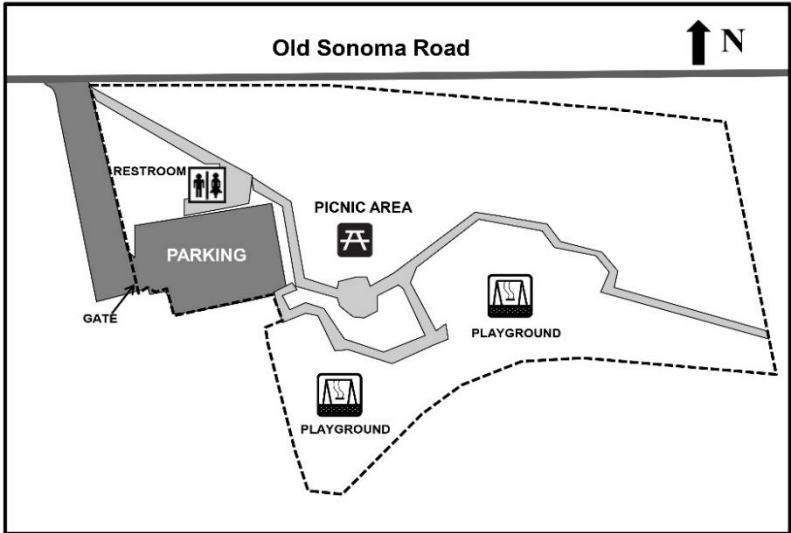 Old Sonoma Road
N
RESTROOM
PICNIC AREA
PARKING
GATE
PLAYGROUND
PLAYGROUND